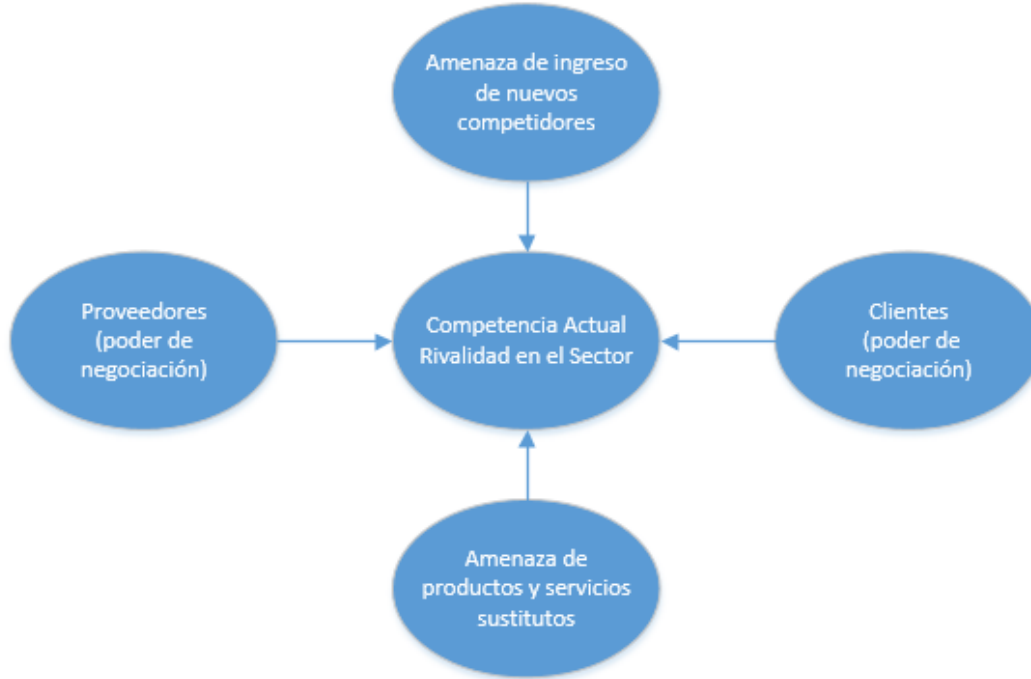 Amenaza de ingreso
de nuevos
competidores
Proveedores
(poder de
negociación)
Competencia Actual
Rivalidad en el Sector
Clientes
(poder de
negociación)
Amenaza de
productos y servicios
sustitutos